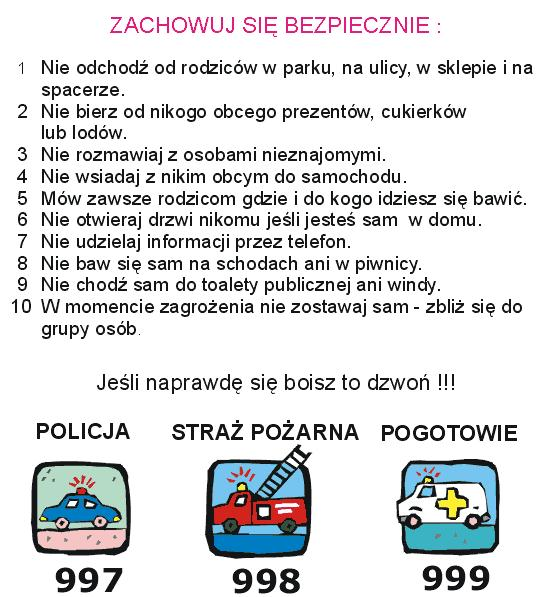 ZACHOWUJ SIĘ BEZPIECZNIE :
1 Nie odchodź od rodziców w parku, na ulicy, w sklepie i na
spacerze.
2 Nie bierz od nikogo obcego prezentów, cukierków
lub lodów.
3 Nie rozmawiaj z osobami nieznajomymi.
4 Nie wsiadaj z nikim obcym do samochodu.
5 Mów zawsze rodzicom gdzie i do kogo idziesz się bawić.
6 Nie otwieraj drzwi nikomu jeśli jesteś sam w domu.
7 Nie udzielaj informacji przez telefon.
8 Nie baw się sam na schodach ani w piwnicy.
9 Nie chodź sam do toalety publicznej ani windy.
10 W momencie zagrożenia nie zostawaj sam - zbliż się do
grupy osób.
Jeśli naprawdę się boisz to dzwoń !!!
POLICJA STRAŻ POŻARNA POGOTOWIE
997 998 999